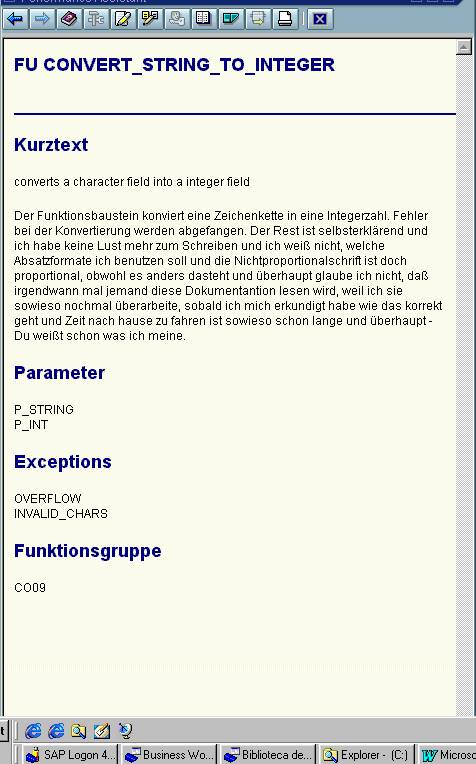 Performance Assistant
FU CONVERT_STRING_TO_INTEGER
Kurztext
converts a character field into a integer field
Der Funktionsbaustein konviert eine Zeichenkette in eine Integerzahl. Fehler
bei der Konvertierung werden abgefangen. Der Rest ist selbsterklärend und
ich habe keine Lust mehr zum Schreiben und ich weiß nicht, welche
Absatzformate ich benutzen soll und die Nichtproportionalschrift ist doch
proportional, obwohl es anders dasteht und überhaupt glaube ich nicht, daß
irgendwann mal jemand diese Dokumentantion lesen wird, weil ich sie
sowieso nochmal überarbeite, sobald ich mich erkundigt habe wie das korrekt
geht und Zeit nach hause zu fahren ist sowieso schon lange und überhaupt -
Du weißt schon was ich meine.
Parameter
P_STRING
P_INT
Exceptions
OVERFLOW
INVALID_CHARS
Funktionsgruppe
CO09
t
SAP Logon 4... Business Wo... Biblioteca de... Explorer - (C:) Microso